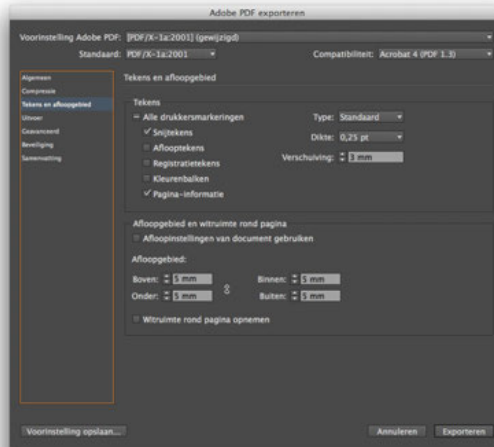 Adobe PDF exporteren
Voorinstelling Adobe PDF: [PDF/X-1a:2001] (gewijzigd)
Standaard: PDF/X-1a:2001 Compatibiliteit: Acrobat 4 (PDF 1.3)
Algemeen
Compressie
Tekens en afloopgebied
Uitvoer
Geavanceerd
Beveiliging
Samenvatting
Tekens en afloopgebied
Tekens
Alle drukkersmarkeringen Type: Standaard
Snijtekens Dikte: 0,25 pt
Aflooptekens Verschuiving: 3 mm
Registratietekens
Kleurenbalken
Pagina-informatie
Afloopgebied en witruimte rond pagina
Afloopinstellingen van document gebruiken
Afloopgebied:
Boven: 5 mm Binnen: 5 mm
Onder: 5 mm Buiten: 5 mm
Witruimte rond pagina opnemen
Voorinstelling opslaan... Annuleren Exporteren